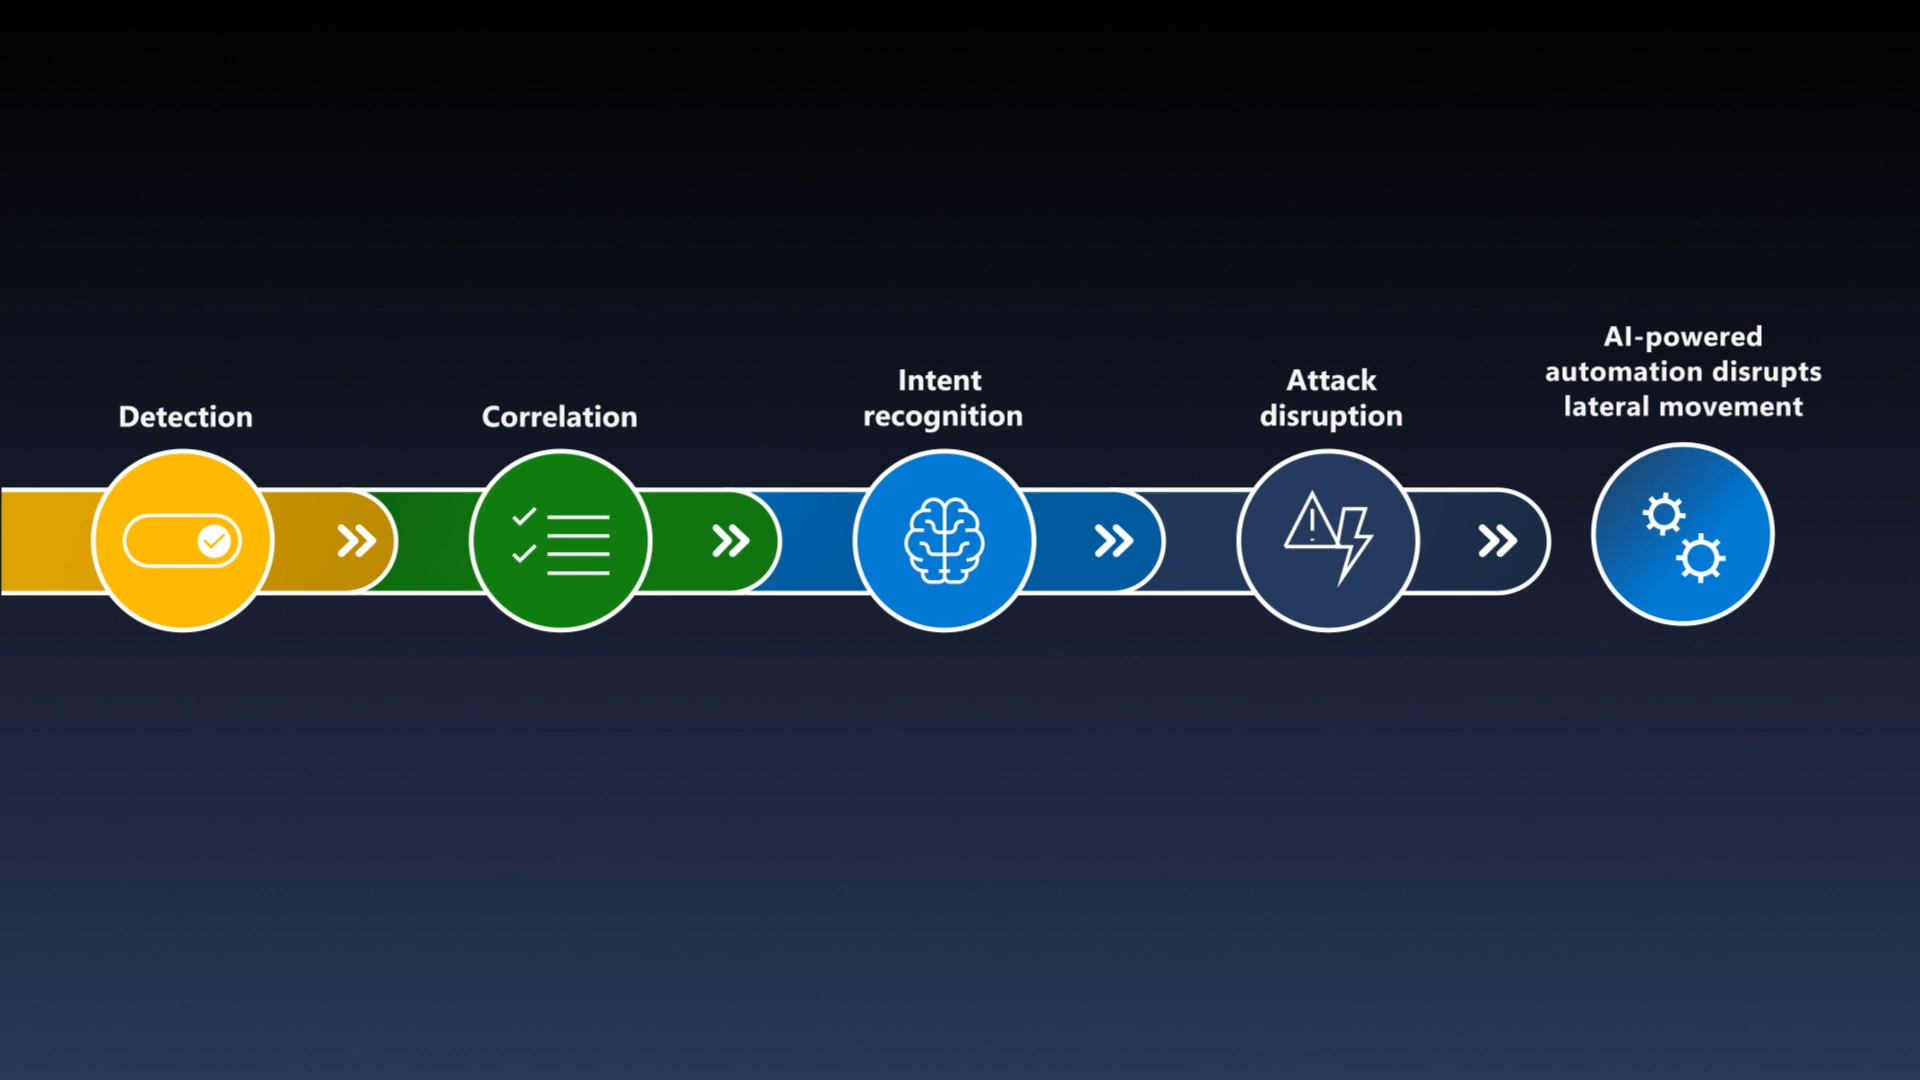 Detection
Correlation
Intent
recognition
Attack
disruption
AI-powered
automation disrupts
lateral movement